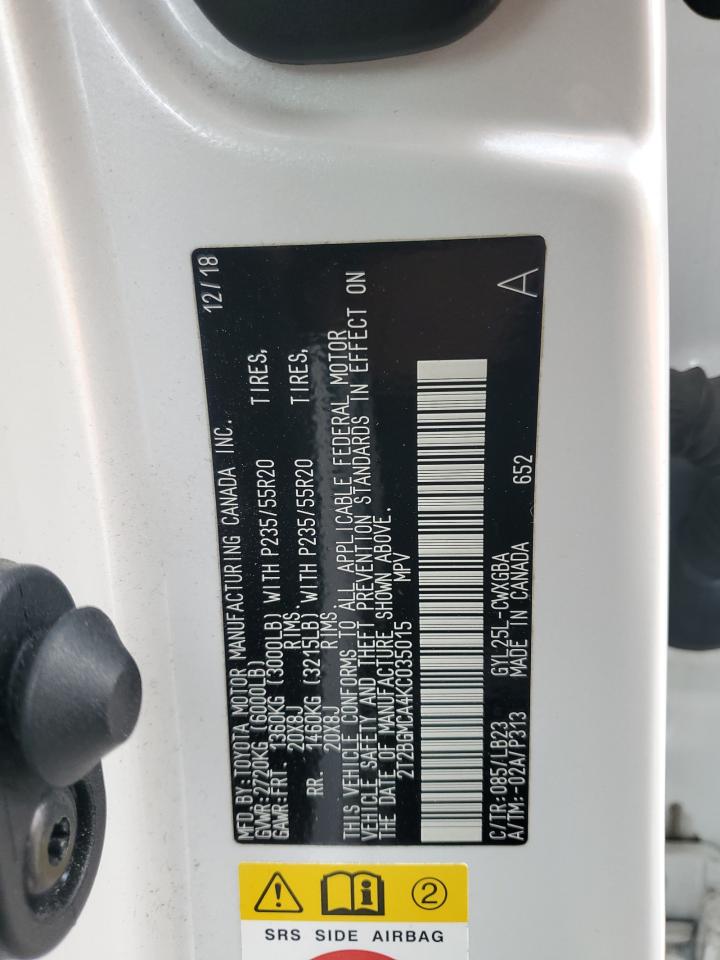 MFD BY:TOYOTA MOTOR MANUFACTURING CANADA INC. 12/18
GVWR:2720KG (6000LB)
GAWR:FRT. 1360KG (3000LB) WITH P235/55R20 TIRES,
20X8J RIMS,
RR. 1460KG (3215LB) WITH P235/55R20 TIRES,
20X8J RIMS.
THIS VEHICLE CONFORMS TO ALL APPLICABLE FEDERAL MOTOR
VEHICLE SAFETY AND THEFT PREVENTION STANDARDS IN EFFECT ON
THE DATE OF MANUFACTURE SHOWN ABOVE.
2T2BGMCA4KC035015 MPV
C/TR:085/LB23 GYL25L-CWXGBA 652 A
A/TM:-02A/P313 MADE IN CANADA
2
SRS SIDE AIRBAG